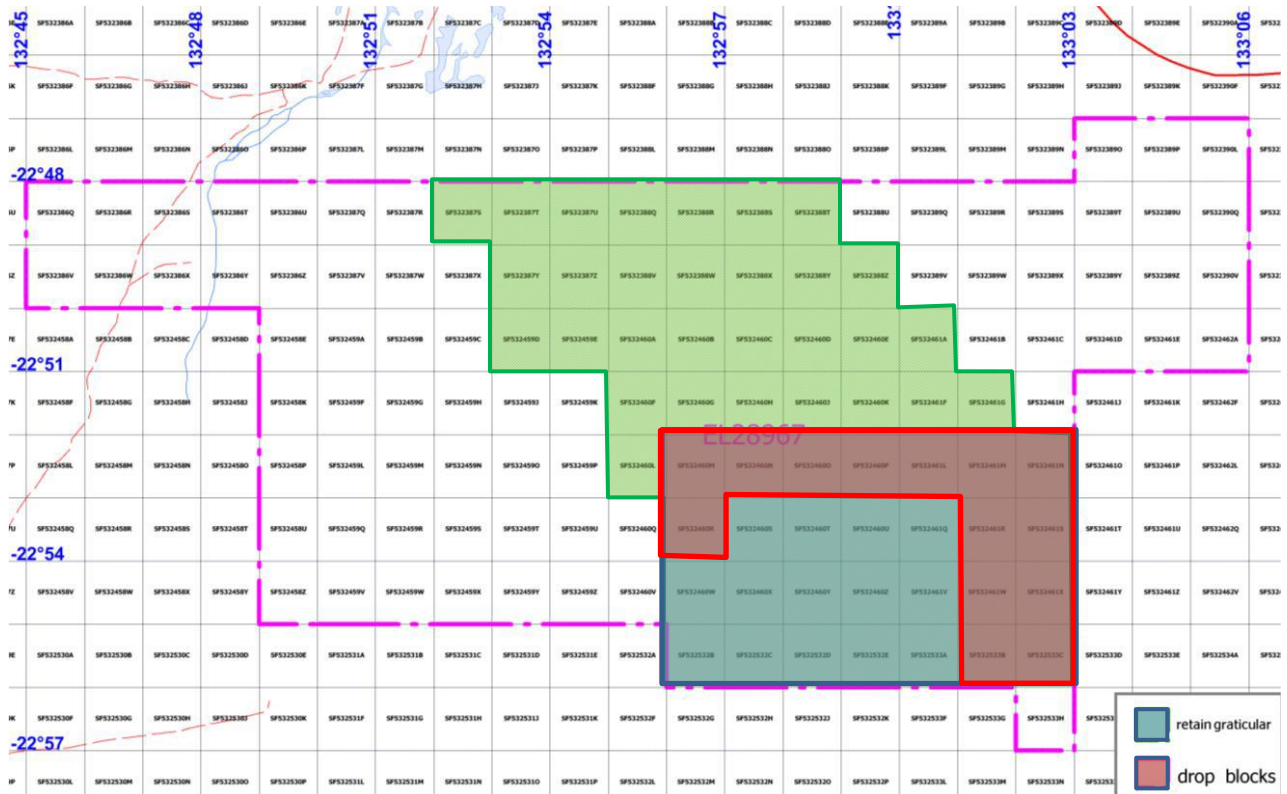 132°45 132°48 132°51 132°54 132°57 133° 133°03 133°06
SF532386A SF532386B SF532386C SF532386D SF532386E SF532387B SF532387C SF532387D SF532387E SF532388A SF532388C SF532388D SF532389A SF532389B SF532389E
SF532386F SF532386G SF532386H SF532386J SF532386K SF532387F SF532387G SF532387H SF532387J SF532387K SF532388F SF532388G SF532388H SF532388J SF532388K SF532389F SF532389G SF532389H SF532389J SF532389K SF532390F
SF532386L SF532386M SF532386N SF532386O SF532386P SF532387L SF532387M SF532387N SF532387O SF532387P SF532388L SF532388M SF532388N SF532388O SF532388P SF532389L SF532389M SF532389N SF532389O SF532389P SF532390L
-22°48
SF532386Q SF532386R SF532386S SF532386T SF532386U SF532387Q SF532387R SF532387S SF532387T SF532387U SF532388Q SF532388R SF532388S SF532388T SF532388U SF532389Q SF532389R SF532389S SF532389T SF532389U SF532390Q
SF532386V SF532386W SF532386X SF532386Y SF532386Z SF532387V SF532387W SF532387X SF532387Y SF532387Z SF532388V SF532388W SF532388X SF532388Y SF532388Z SF532389V SF532389W SF532389X SF532389Y SF532389Z SF532390V
SF532458A SF532458B SF532458C SF532458D SF532458E SF532459A SF532459B SF532459C SF532459D SF532459E SF532460A SF532460B SF532460C SF532460D SF532460E SF532461A SF532461B SF532461C SF532461D SF532461E SF532462A
-22°51
SF532458F SF532458G SF532458H SF532458J SF532458K SF532459F SF532459G SF532459H SF532459J SF532459K SF532460F SF532460G SF532460H SF532460J SF532460K SF532461F SF532461G SF532461H SF532461J SF532461K SF532462F
EL28967
SF532458L SF532458M SF532458N SF532458O SF532458P SF532459L SF532459M SF532459N SF532459O SF532459P SF532460L SF532460M SF532460N SF532460O SF532460P SF532461L SF532461M SF532461N SF532461O SF532461P SF532462L
SF532458Q SF532458R SF532458S SF532458T SF532458U SF532459Q SF532459R SF532459S SF532459T SF532459U SF532460Q SF532460R SF532460S SF532460T SF532460U SF532461Q SF532461R SF532461S SF532461T SF532461U SF532462Q
-22°54
SF532458V SF532458W SF532458X SF532458Y SF532458Z SF532459V SF532459W SF532459X SF532459Y SF532459Z SF532460V SF532460W SF532460X SF532460Y SF532460Z SF532461V SF532461W SF532461X SF532461Y SF532461Z SF532462V
SF532530A SF532530B SF532530C SF532530D SF532530E SF532531A SF532531B SF532531C SF532531D SF532531E SF532532A SF532532B SF532532C SF532532D SF532532E SF532533A SF532533B SF532533C SF532533D SF532533E SF532534A
SF532530F SF532530G SF532530H SF532530J SF532530K SF532531F SF532531G SF532531H SF532531J SF532531K SF532532F SF532532G SF532532H SF532532J SF532532K SF532533F SF532533G SF532533H
-22°57
SF532530L SF532530M SF532530N SF532530O SF532530P SF532531L SF532531M SF532531N SF532531O SF532531P SF532532L SF532532M SF532532N SF532532O SF532532P SF532533L SF532533M SF532533N
retain graticular
drop blocks